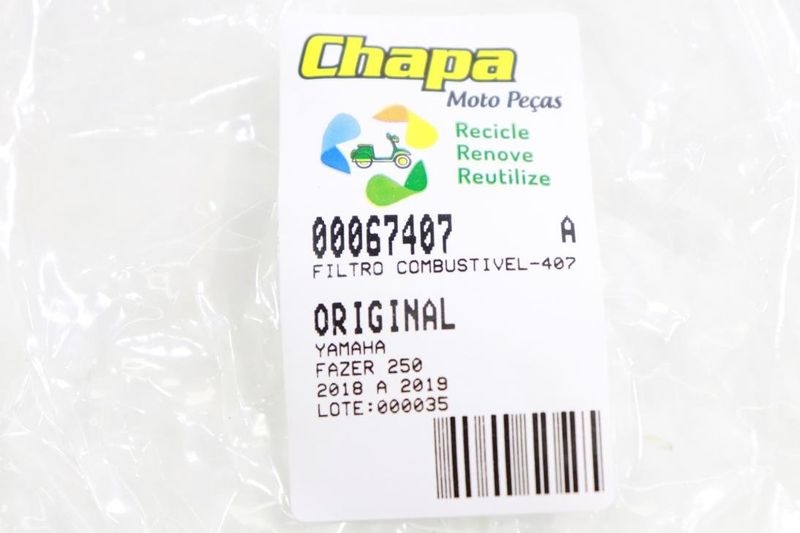 Chapa
Moto Peças
Recicle
Renove
Reutilize
00067407 A
FILTRO COMBUSTIVEL-407
ORIGINAL
YAMAHA
FAZER 250
2018 A 2019
LOTE:000035